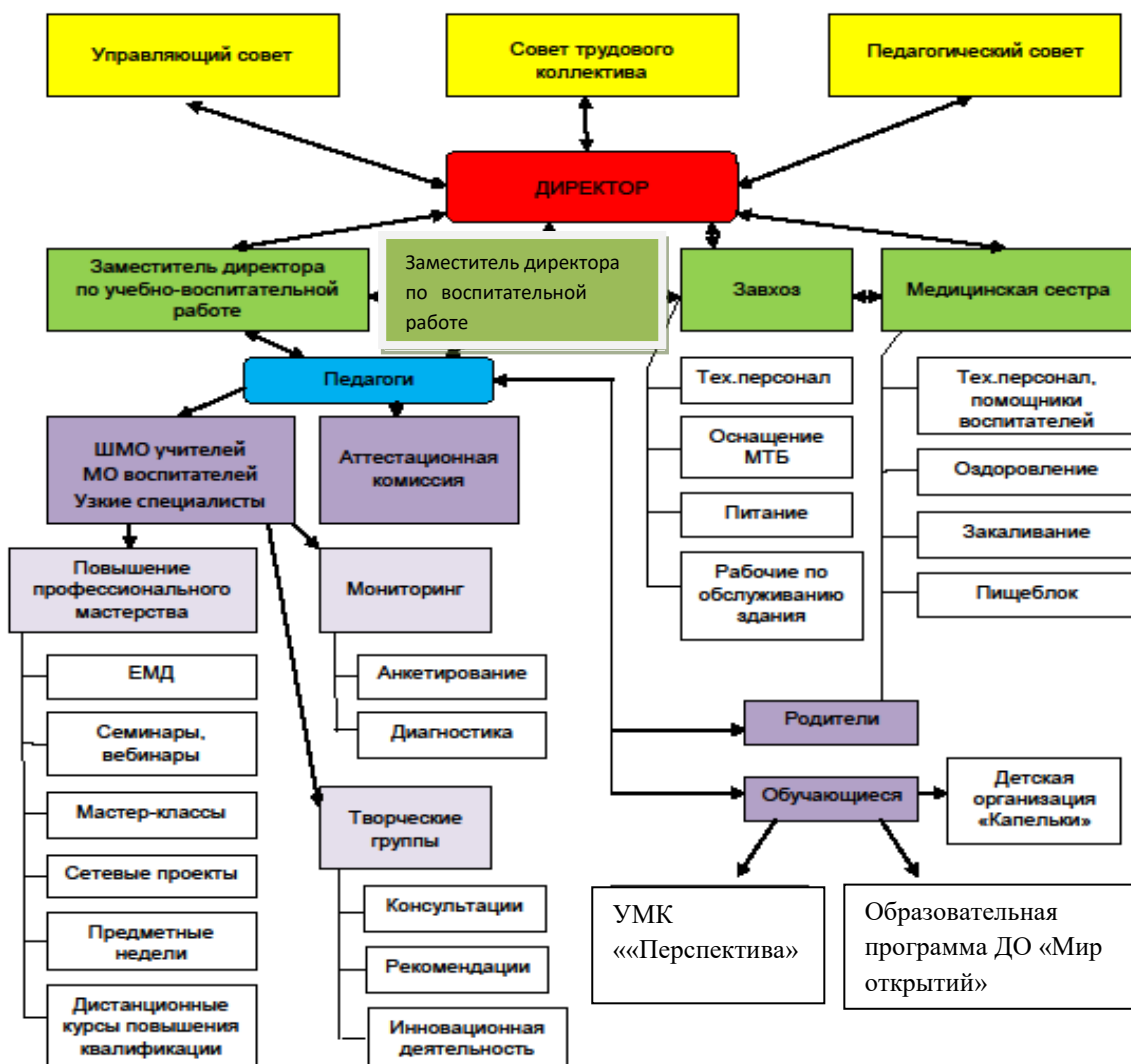 Управляющий совет
Совет трудового
коллектива
Педагогический совет
ДИРЕКТОР
Заместитель директора
по учебно-воспитательной
работе
Заместитель директора
по воспитательной
работе
Завхоз
Медицинская сестра
Педагоги
ШМО учителей
МО воспитателей
Узкие специалисты
Аттестационная
комиссия
Тех.персонал
Оснащение
МТБ
Питание
Рабочие по
обслуживанию
здания
Тех.персонал,
помощники
воспитателей
Оздоровление
Закаливание
Пищеблок
Повышение
профессионального
мастерства
Мониторинг
ЕМД
Семинары,
вебинары
Мастер-классы
Сетевые проекты
Предметные
недели
Дистанционные
курсы повышения
квалификации
Анкетирование
Диагностика
Творческие
группы
Консультации
Рекомендации
Инновационная
деятельность
Родители
Обучающиеся
Детская
организация
«Капельки»
УМК
««Перспектива»
Образовательная
программа ДО «Мир
открытий»